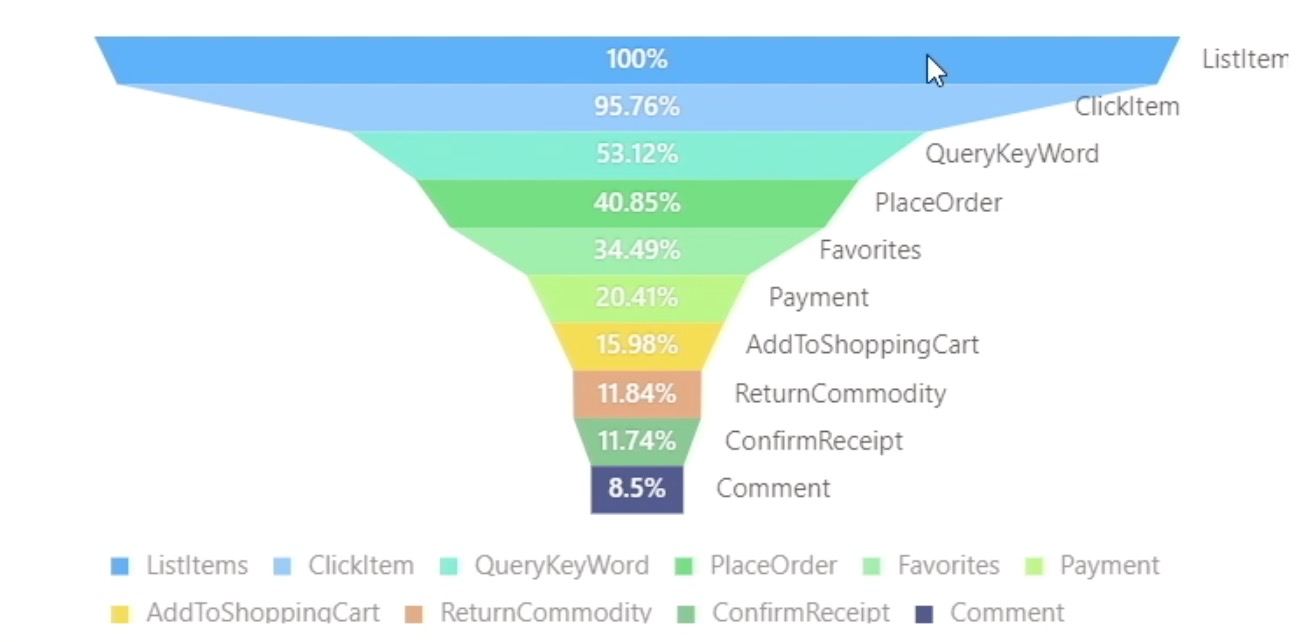 100% ListItem
95.76% ClickItem
53.12% QueryKeyWord
40.85% PlaceOrder
34.49% Favorites
20.41% Payment
15.98% AddToShoppingCart
11.84% ReturnCommodity
11.74% ConfirmReceipt
8.5% Comment
ListItems ClickItem QueryKeyWord PlaceOrder Favorites Payment
AddToShoppingCart ReturnCommodity ConfirmReceipt Comment